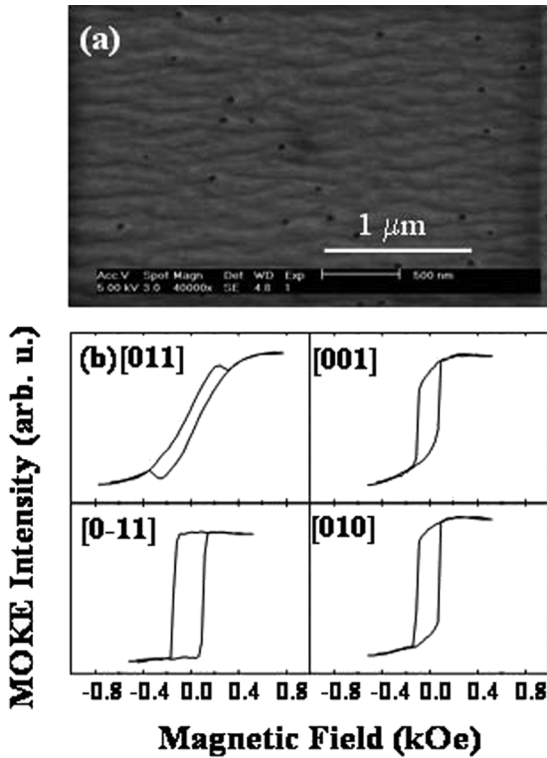 (a)
1 μm
Acc.V Spot Magn Det WD Exp
5.00 kV 3.0 40000x SE 4.8 1
500 nm
(b)[011]
[001]
[0-11]
[010]
MOKE Intensity (arb. u.)
-0.8 -0.4 0.0 0.4 0.8
-0.8 -0.4 0.0 0.4 0.8
Magnetic Field (kOe)